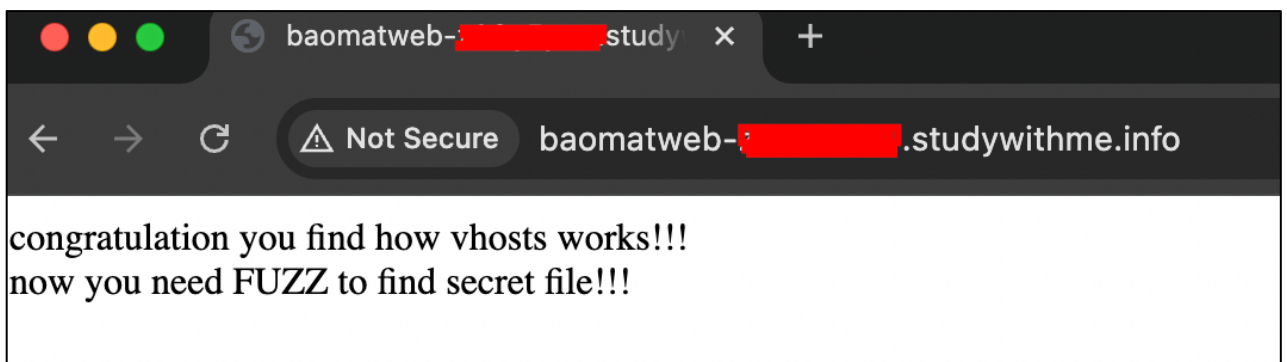 baomatweb- study
Not Secure baomatweb- .studywithme.info
congratulation you find how vhosts works!!!
now you need FUZZ to find secret file!!!